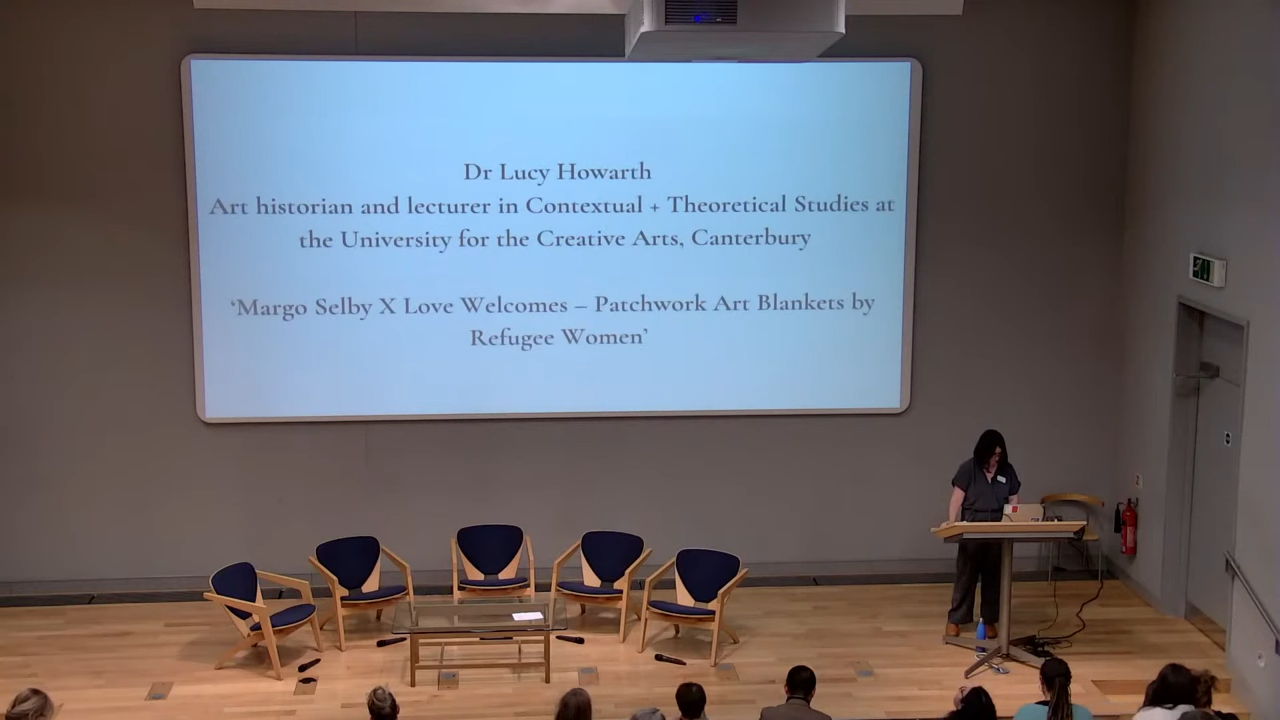 Dr Lucy Howarth
Art historian and lecturer in Contextual + Theoretical Studies at
the University for the Creative Arts, Canterbury
‘Margo Selby X Love Welcomes – Patchwork Art Blankets by
Refugee Women’